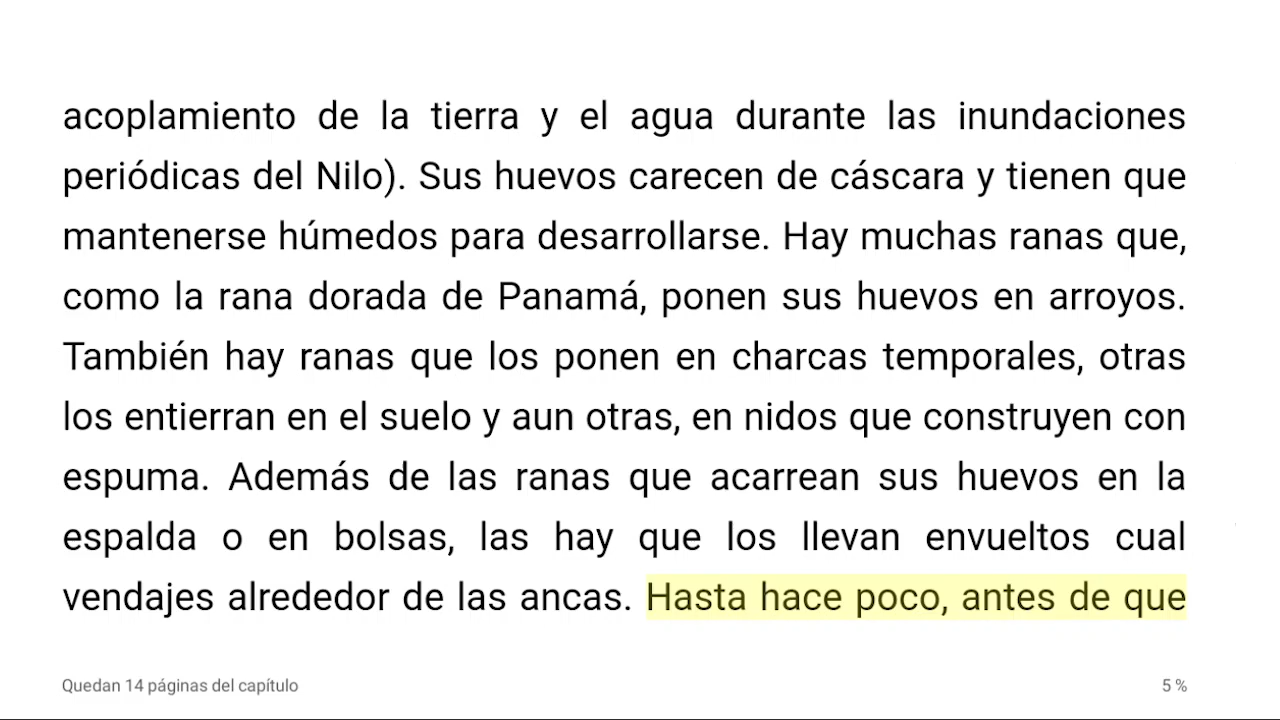 acoplamiento de la tierra y el agua durante las inundaciones
periódicas del Nilo). Sus huevos carecen de cáscara y tienen que
mantenerse húmedos para desarrollarse. Hay muchas ranas que,
como la rana dorada de Panamá, ponen sus huevos en arroyos.
También hay ranas que los ponen en charcas temporales, otras
los entierran en el suelo y aun otras, en nidos que construyen con
espuma. Además de las ranas que acarrean sus huevos en la
espalda o en bolsas, las hay que los llevan envueltos cual
vendajes alrededor de las ancas. Hasta hace poco, antes de que
Quedan 14 páginas del capítulo 5 %